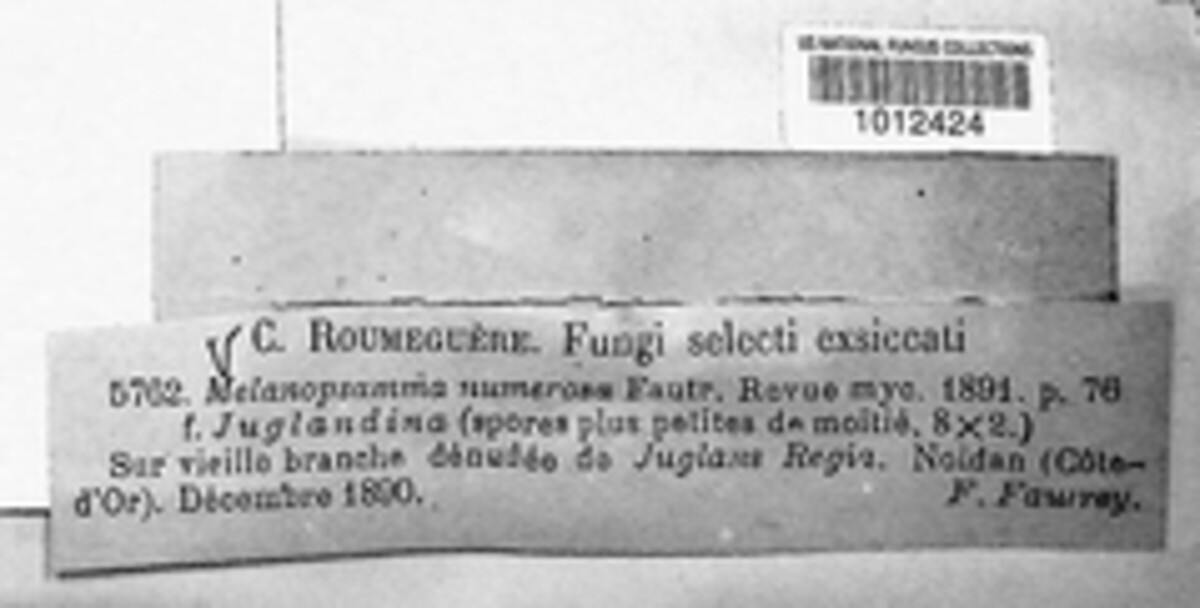 US NATIONAL FUNGUS COLLECTIONS
1012424
C. ROUMEGUÈRE. Fungi selecti exsiccati
5762. Melanopsamma numerosa Fautr. Revue myc. 1891. p. 76
f. Juglandina (spores plus petites de moitié, 8×2.)
Sur vieille branche dénudée de Juglans Regia. Noidan (Côte-
d'Or). Décembre 1890. F. Fautrey.